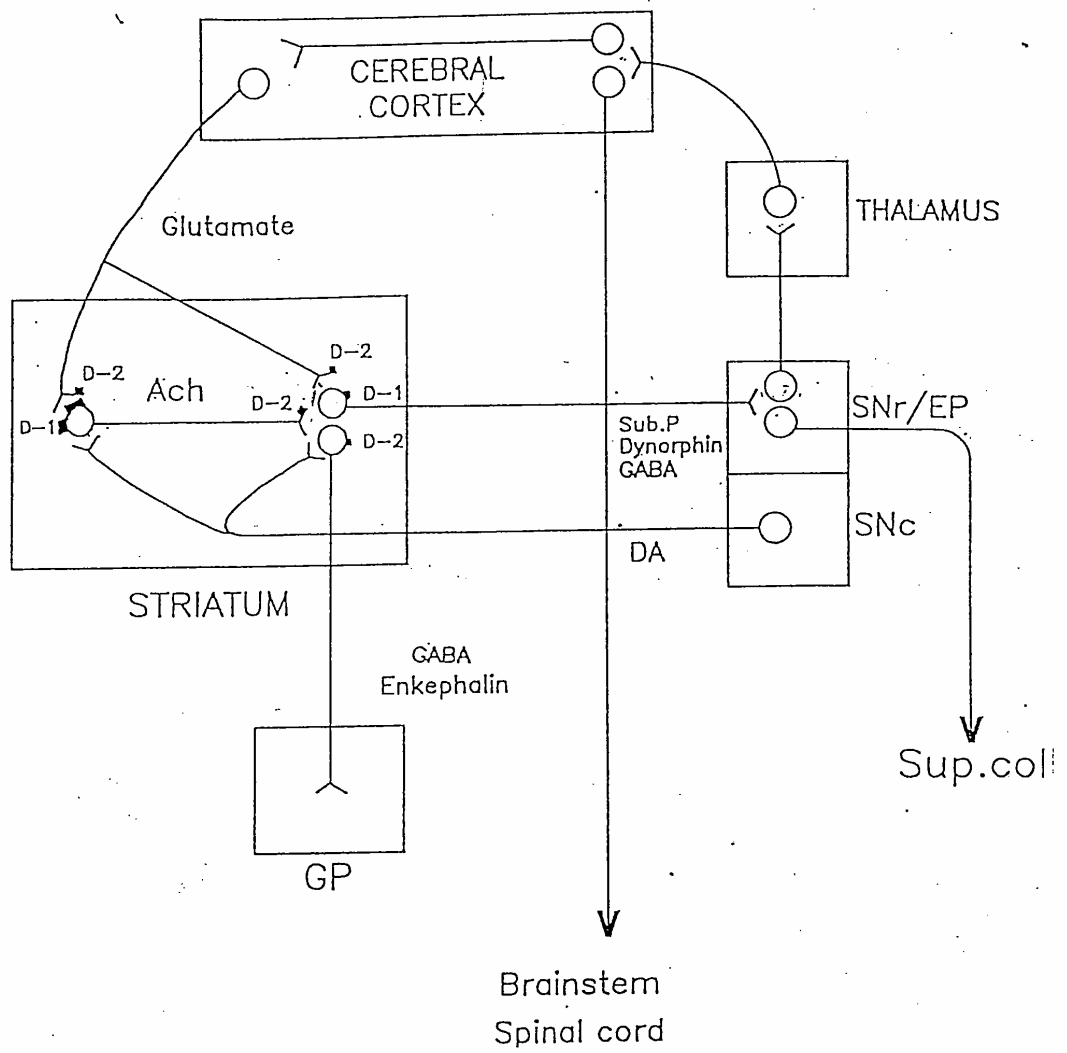 CEREBRAL
CORTEX
THALAMUS
Glutamate
D-2
D-2
Ach
D-2
D-1
D-1
D-2
Sub.P
Dynorphin
GABA
SNr/EP
SNc
DA
STRIATUM
GABA
Enkephalin
Sup.coll
GP
Brainstem
Spinal cord